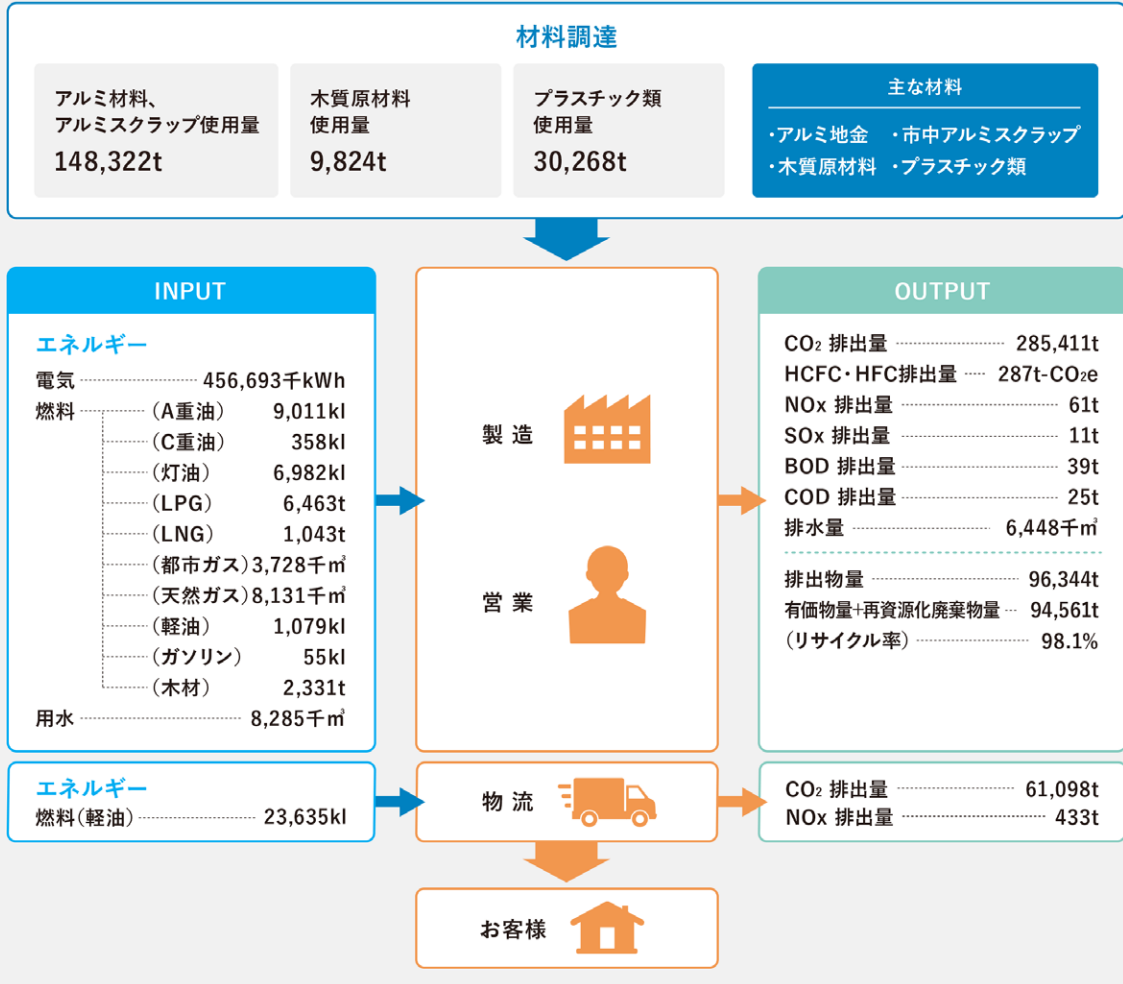 材料調達
アルミ材料、
アルミスクラップ使用量
148,322t
木質原材料
使用量
9,824t
プラスチック類
使用量
30,268t
主な材料
・アルミ地金 ・市中アルミスクラップ
・木質原材料 ・プラスチック類
INPUT
エネルギー
電気 456,693千kWh
燃料 (A重油) 9,011kl
(C重油) 358kl
(灯油) 6,982kl
(LPG) 6,463t
(LNG) 1,043t
(都市ガス) 3,728千㎥
(天然ガス) 8,131千㎥
(軽油) 1,079kl
(ガソリン) 55kl
(木材) 2,331t
用水 8,285千㎥
製造
営業
OUTPUT
CO₂ 排出量 285,411t
HCFC・HFC排出量 287t-CO₂e
NOx 排出量 61t
SOx 排出量 11t
BOD 排出量 39t
COD 排出量 25t
排水量 6,448千㎥
排出物量 96,344t
有価物量+再資源化廃棄物量 94,561t
(リサイクル率) 98.1%
エネルギー
燃料(軽油) 23,635kl
物流
CO₂ 排出量 61,098t
NOx 排出量 433t
お客様